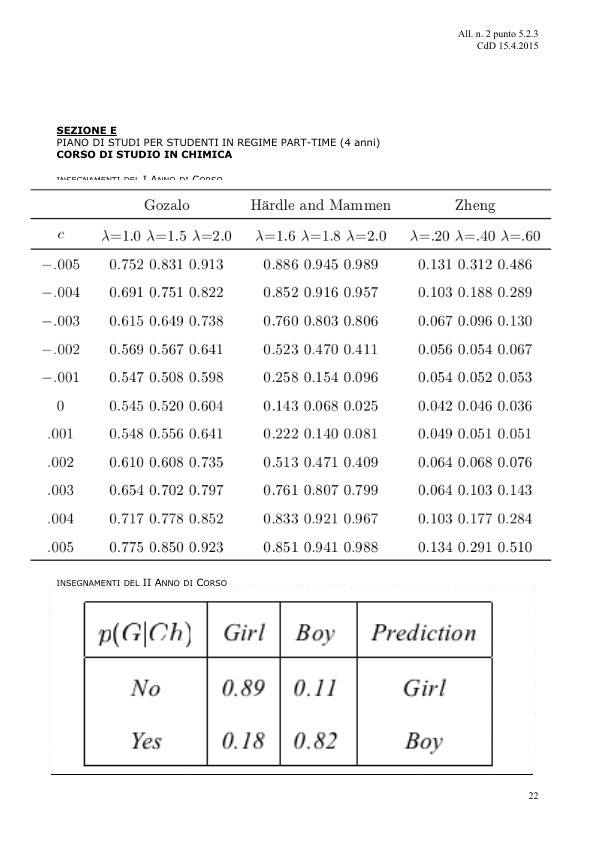 All. n. 2 punto 5.2.3
CdD 15.4.2015
SEZIONE E
PIANO DI STUDI PER STUDENTI IN REGIME PART-TIME (4 anni)
CORSO DI STUDIO IN CHIMICA
INSEGNAMENTI DEL I ANNO DI CORSO
Gozalo Härdle and Mammen Zheng
c λ=1.0 λ=1.5 λ=2.0 λ=1.6 λ=1.8 λ=2.0 λ=.20 λ=.40 λ=.60
−.005 0.752 0.831 0.913 0.886 0.945 0.989 0.131 0.312 0.486
−.004 0.691 0.751 0.822 0.852 0.916 0.957 0.103 0.188 0.289
−.003 0.615 0.649 0.738 0.760 0.803 0.806 0.067 0.096 0.130
−.002 0.569 0.567 0.641 0.523 0.470 0.411 0.056 0.054 0.067
−.001 0.547 0.508 0.598 0.258 0.154 0.096 0.054 0.052 0.053
0 0.545 0.520 0.604 0.143 0.068 0.025 0.042 0.046 0.036
.001 0.548 0.556 0.641 0.222 0.140 0.081 0.049 0.051 0.051
.002 0.610 0.608 0.735 0.513 0.471 0.409 0.064 0.068 0.076
.003 0.654 0.702 0.797 0.761 0.807 0.799 0.064 0.103 0.143
.004 0.717 0.778 0.852 0.833 0.921 0.967 0.103 0.177 0.284
.005 0.775 0.850 0.923 0.851 0.941 0.988 0.134 0.291 0.510
INSEGNAMENTI DEL II ANNO DI CORSO
p(G|Ch) Girl Boy Prediction
No 0.89 0.11 Girl
Yes 0.18 0.82 Boy
22